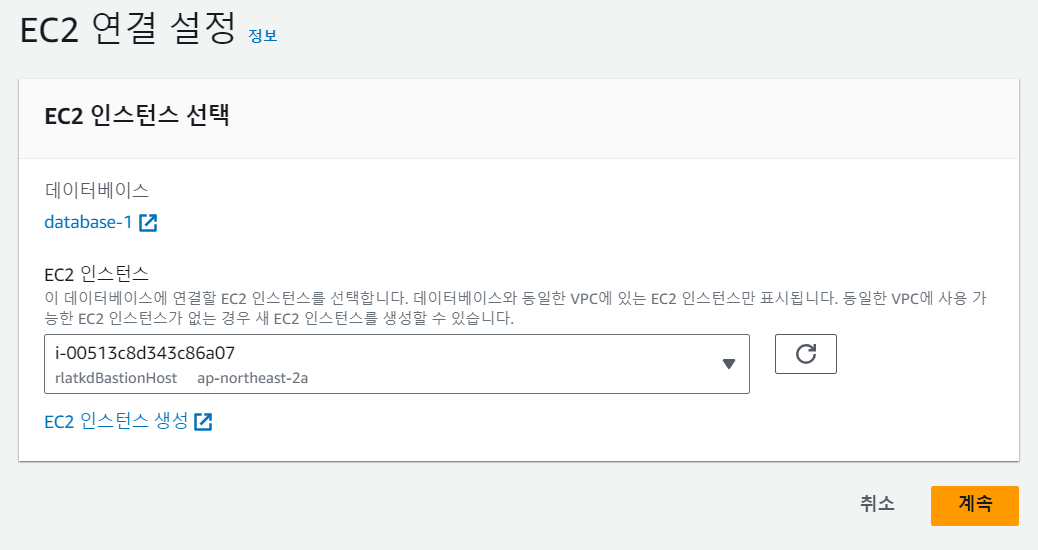 EC2 연결 설정 정보
EC2 인스턴스 선택
데이터베이스
database-1
EC2 인스턴스
이 데이터베이스에 연결할 EC2 인스턴스를 선택합니다. 데이터베이스와 동일한 VPC에 있는 EC2 인스턴스만 표시됩니다. 동일한 VPC에 사용 가
능한 EC2 인스턴스가 없는 경우 새 EC2 인스턴스를 생성할 수 있습니다.
i-00513c8d343c86a07
rlatkdBastionHost ap-northeast-2a
EC2 인스턴스 생성
취소 계속